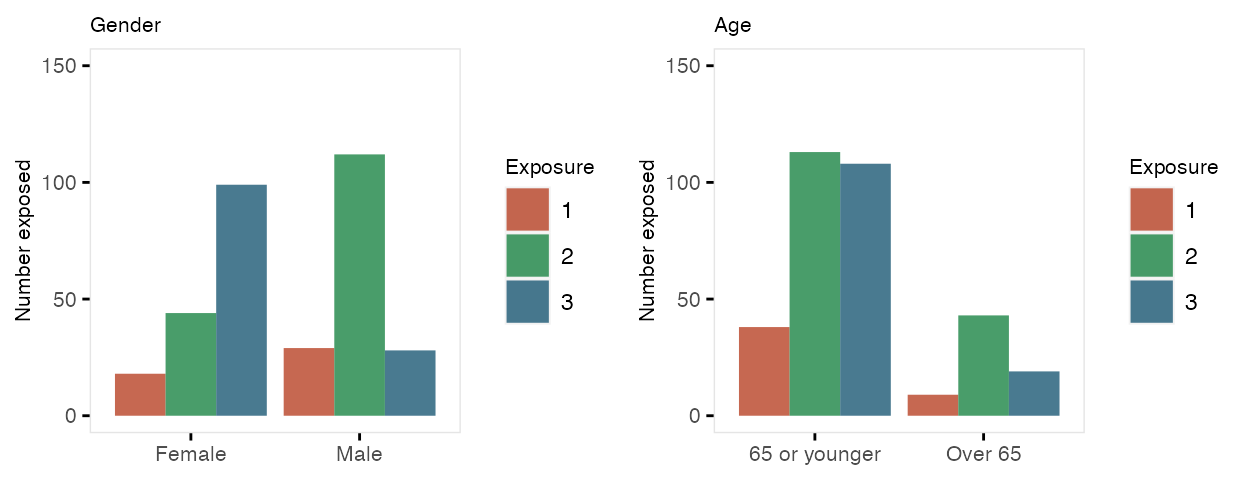 Gender
150
100
50
0
Number exposed
Female
Male
Exposure
1
2
3
Age
150
100
50
0
Number exposed
65 or younger
Over 65
Exposure
1
2
3